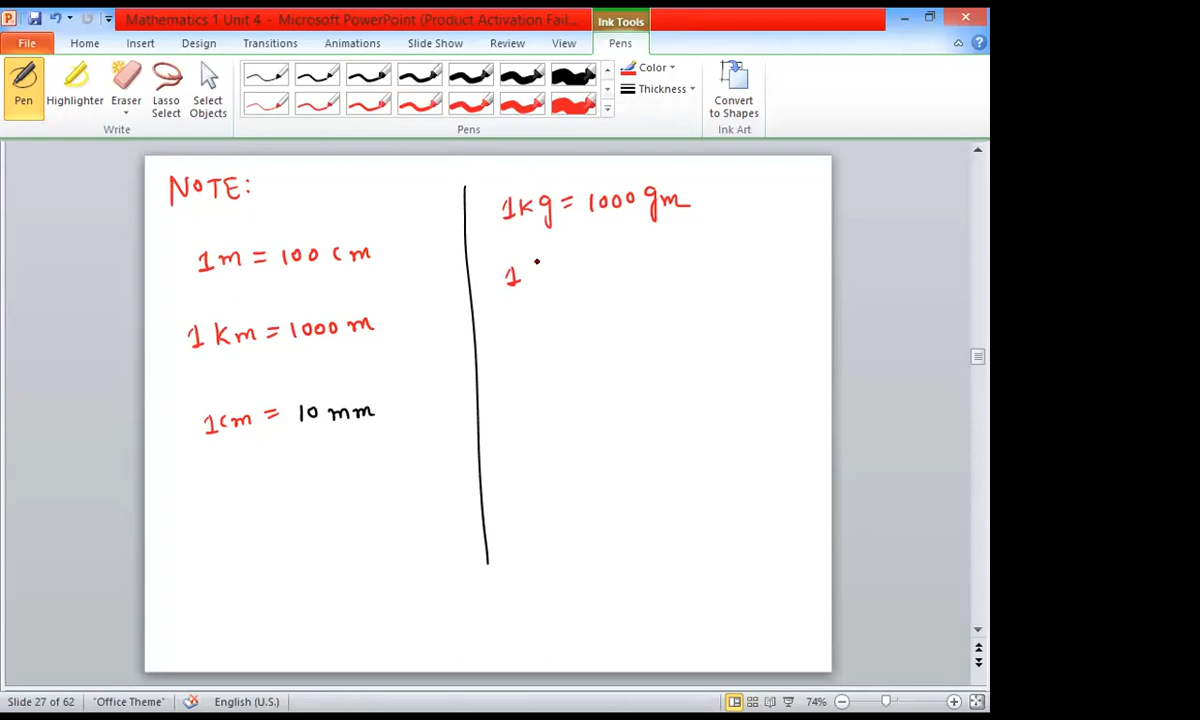 Mathematics 1 Unit 4 - Microsoft PowerPoint (Product Activation Fail...
Ink Tools
File Home Insert Design Transitions Animations Slide Show Review View Pens
Pen
Highlighter
Eraser
Lasso Select
Select Objects
Color
Thickness
Convert to Shapes
Write
Pens
Ink Art
NOTE:
1m = 100 cm
1 Km = 1000 m
1cm = 10 mm
1kg = 1000 gm
1
Slide 27 of 62 "Office Theme" English (U.S.) 74%